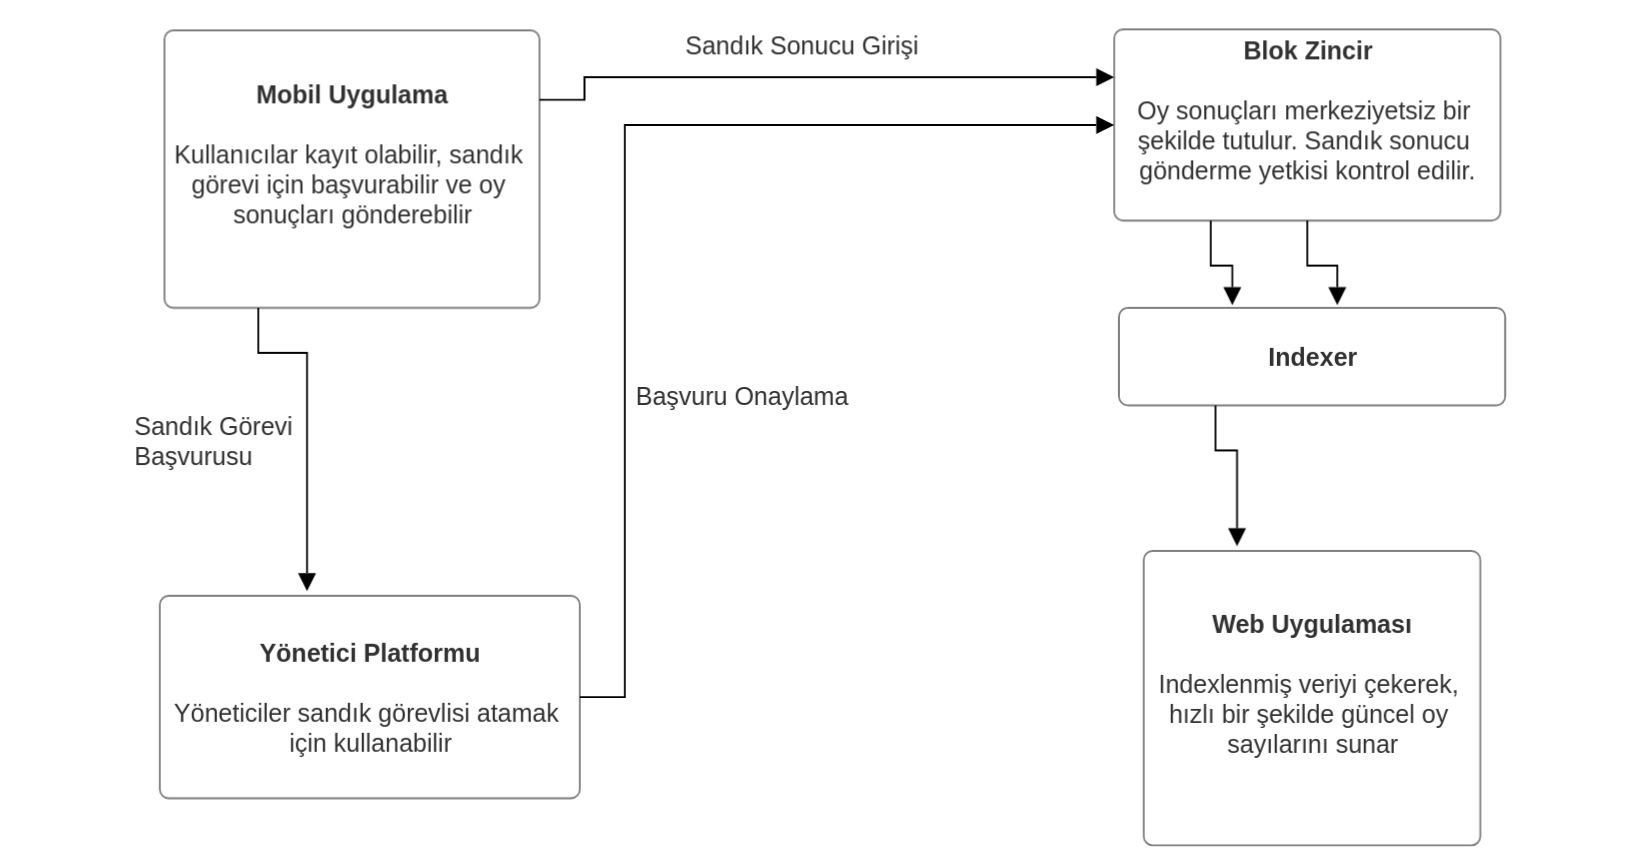 Mobil Uygulama
Kullanıcılar kayıt olabilir, sandık
görevi için başvurabilir ve oy
sonuçları gönderebilir
Sandık Sonucu Girişi
Blok Zincir
Oy sonuçları merkeziyetsiz bir
şekilde tutulur. Sandık sonucu
gönderme yetkisi kontrol edilir.
Indexer
Başvuru Onaylama
Sandık Görevi
Başvurusu
Yönetici Platformu
Yöneticiler sandık görevlisi atamak
için kullanabilir
Web Uygulaması
Indexlenmiş veriyi çekerek,
hızlı bir şekilde güncel oy
sayılarını sunar